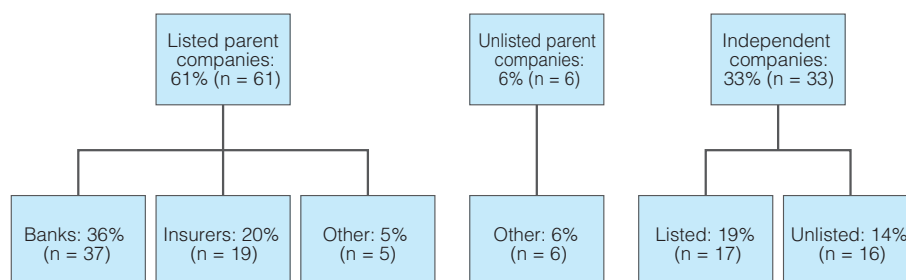 Listed parent
companies:
61% (n = 61)
Unlisted parent
companies:
6% (n = 6)
Independent
companies:
33% (n = 33)
Banks: 36%
(n = 37)
Insurers: 20%
(n = 19)
Other: 5%
(n = 5)
Other: 6%
(n = 6)
Listed: 19%
(n = 17)
Unlisted: 14%
(n = 16)